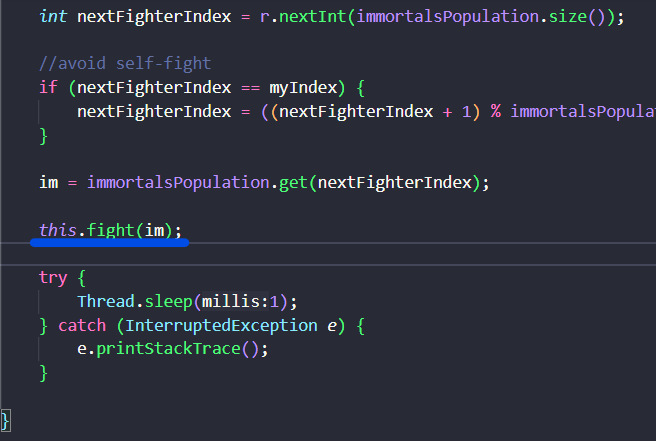 int nextFighterIndex = r.nextInt(immortalsPopulation.size());
//avoid self-fight
if (nextFighterIndex == myIndex) {
nextFighterIndex = ((nextFighterIndex + 1) % immortalsPopula
}
im = immortalsPopulation.get(nextFighterIndex);
this.fight(im);
try {
Thread.sleep(millis:1);
} catch (InterruptedException e) {
e.printStackTrace();
}
}